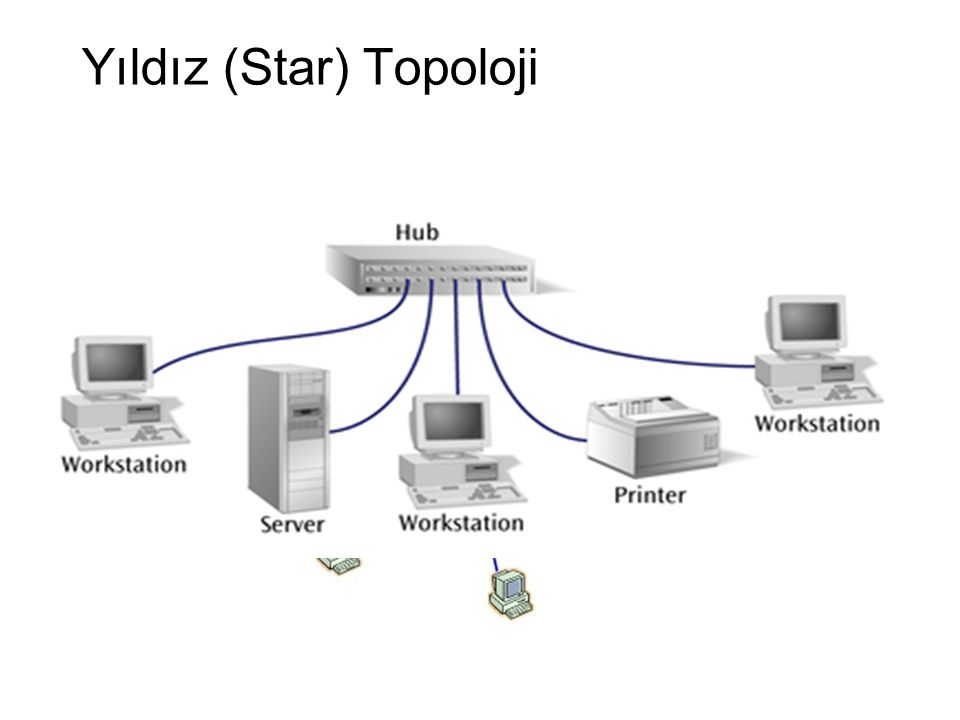 Yıldız (Star) Topoloji
Hub
Workstation
Workstation
Server
Workstation
Printer